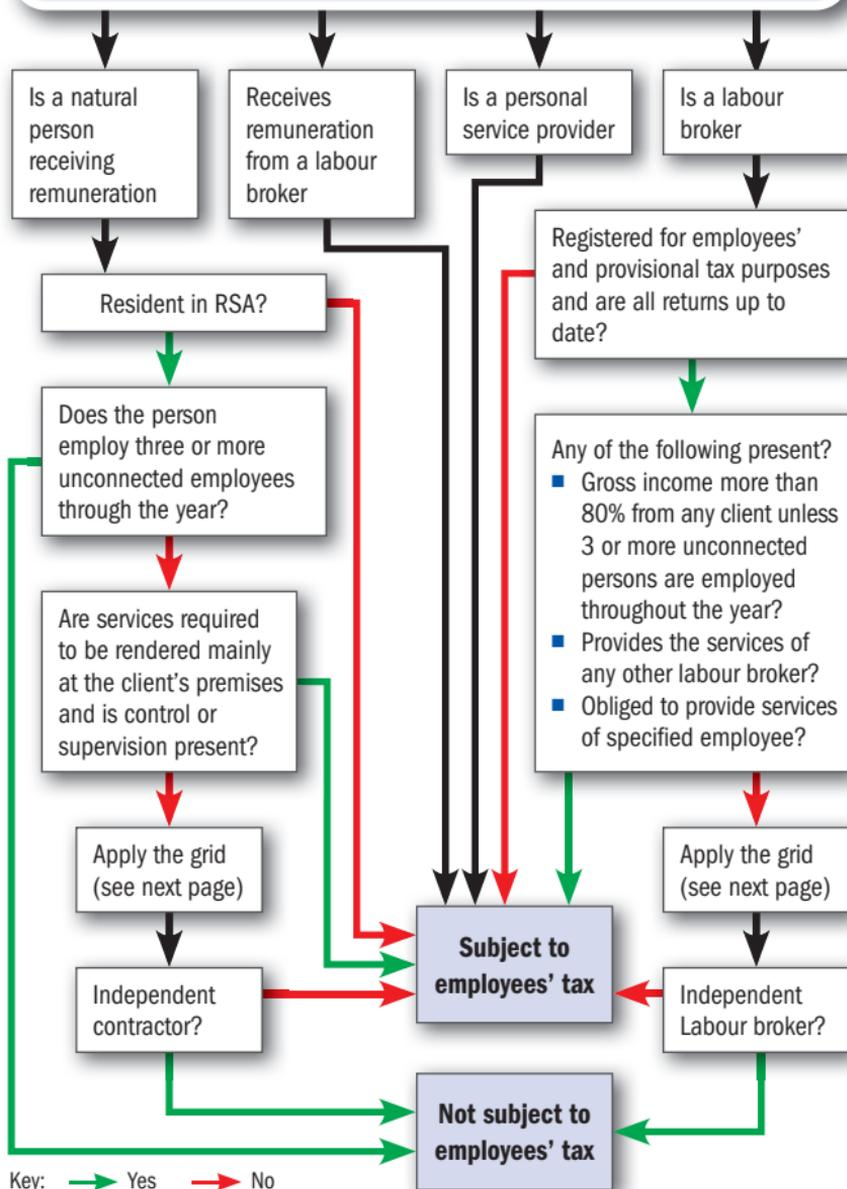 Is a natural
person
receiving
remuneration
Receives
remuneration
from a labour
broker
Is a personal
service provider
Is a labour
broker
Resident in RSA?
Registered for employees’
and provisional tax purposes
and are all returns up to
date?
Does the person
employ three or more
unconnected employees
through the year?
Any of the following present?
■ Gross income more than
80% from any client unless
3 or more unconnected
persons are employed
throughout the year?
■ Provides the services of
any other labour broker?
■ Obliged to provide services
of specified employee?
Are services required
to be rendered mainly
at the client’s premises
and is control or
supervision present?
Apply the grid
(see next page)
Apply the grid
(see next page)
Subject to
employees’ tax
Independent
contractor?
Independent
Labour broker?
Not subject to
employees’ tax
Key: Yes No